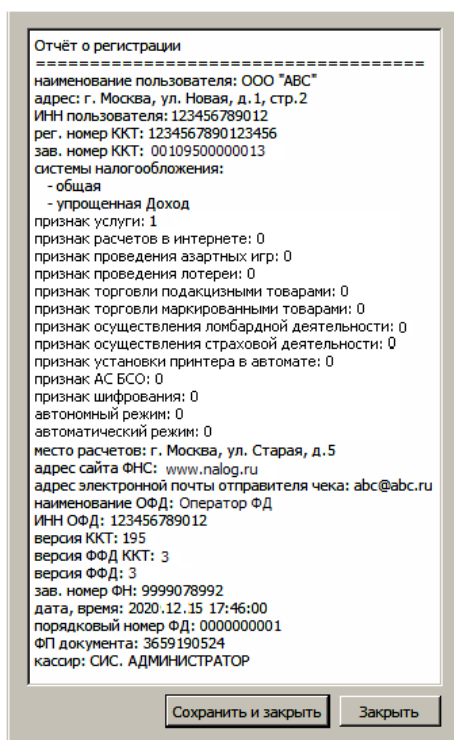 Отчёт о регистрации
=====================================
наименование пользователя: ООО "АВС"
адрес: г. Москва, ул. Новая, д.1, стр.2
ИНН пользователя: 123456789012
рег. номер ККТ: 1234567890123456
зав. номер ККТ: 00109500000013
системы налогообложения:
- общая
- упрощенная Доход
признак услуги: 1
признак расчетов в интернете: 0
признак проведения азартных игр: 0
признак проведения лотереи: 0
признак торговли подакцизными товарами: 0
признак торговли маркированными товарами: 0
признак осуществления ломбардной деятельности: 0
признак осуществления страховой деятельности: 0
признак установки принтера в автомате: 0
признак АС БСО: 0
признак шифрования: 0
автономный режим: 0
автоматический режим: 0
место расчетов: г. Москва, ул. Старая, д.5
адрес сайта ФНС: www.nalog.ru
адрес электронной почты отправителя чека: abc@abc.ru
наименование ОФД: Оператор ФД
ИНН ОФД: 123456789012
версия ККТ: 195
версия ФФД ККТ: 3
версия ФФД: 3
зав. номер ФН: 9999078992
дата, время: 2020.12.15 17:46:00
порядковый номер ФД: 0000000001
ФП документа: 3659190524
кассир: СИС. АДМИНИСТРАТОР
Сохранить и закрыть Закрыть